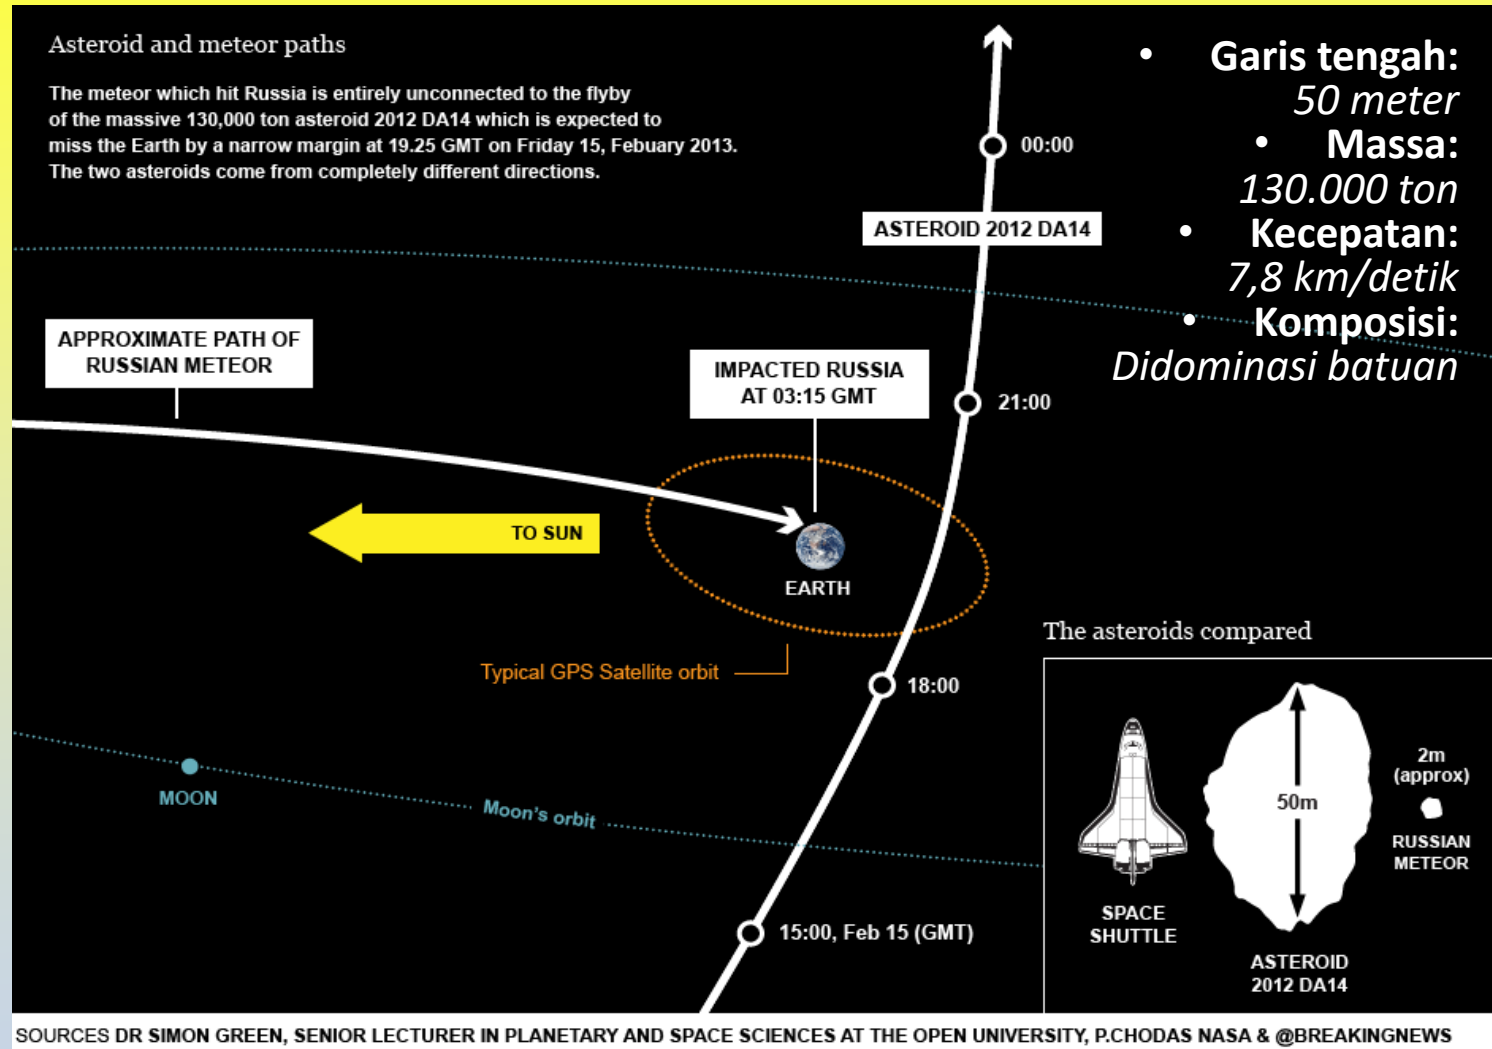 Asteroid and meteor paths
The meteor which hit Russia is entirely unconnected to the flyby
of the massive 130,000 ton asteroid 2012 DA14 which is expected to
miss the Earth by a narrow margin at 19.25 GMT on Friday 15, Febuary 2013.
The two asteroids come from completely different directions.
• Garis tengah:
50 meter
• Massa:
130.000 ton
• Kecepatan:
7,8 km/detik
• Komposisi:
Didominasi batuan
00:00
ASTEROID 2012 DA14
APPROXIMATE PATH OF
RUSSIAN METEOR
IMPACTED RUSSIA
AT 03:15 GMT
21:00
TO SUN
EARTH
Typical GPS Satellite orbit
18:00
MOON
Moon's orbit
15:00, Feb 15 (GMT)
The asteroids compared
SPACE
SHUTTLE
50m
ASTEROID
2012 DA14
2m
(approx)
RUSSIAN
METEOR
SOURCES DR SIMON GREEN, SENIOR LECTURER IN PLANETARY AND SPACE SCIENCES AT THE OPEN UNIVERSITY, P.CHODAS NASA & @BREAKINGNEWS